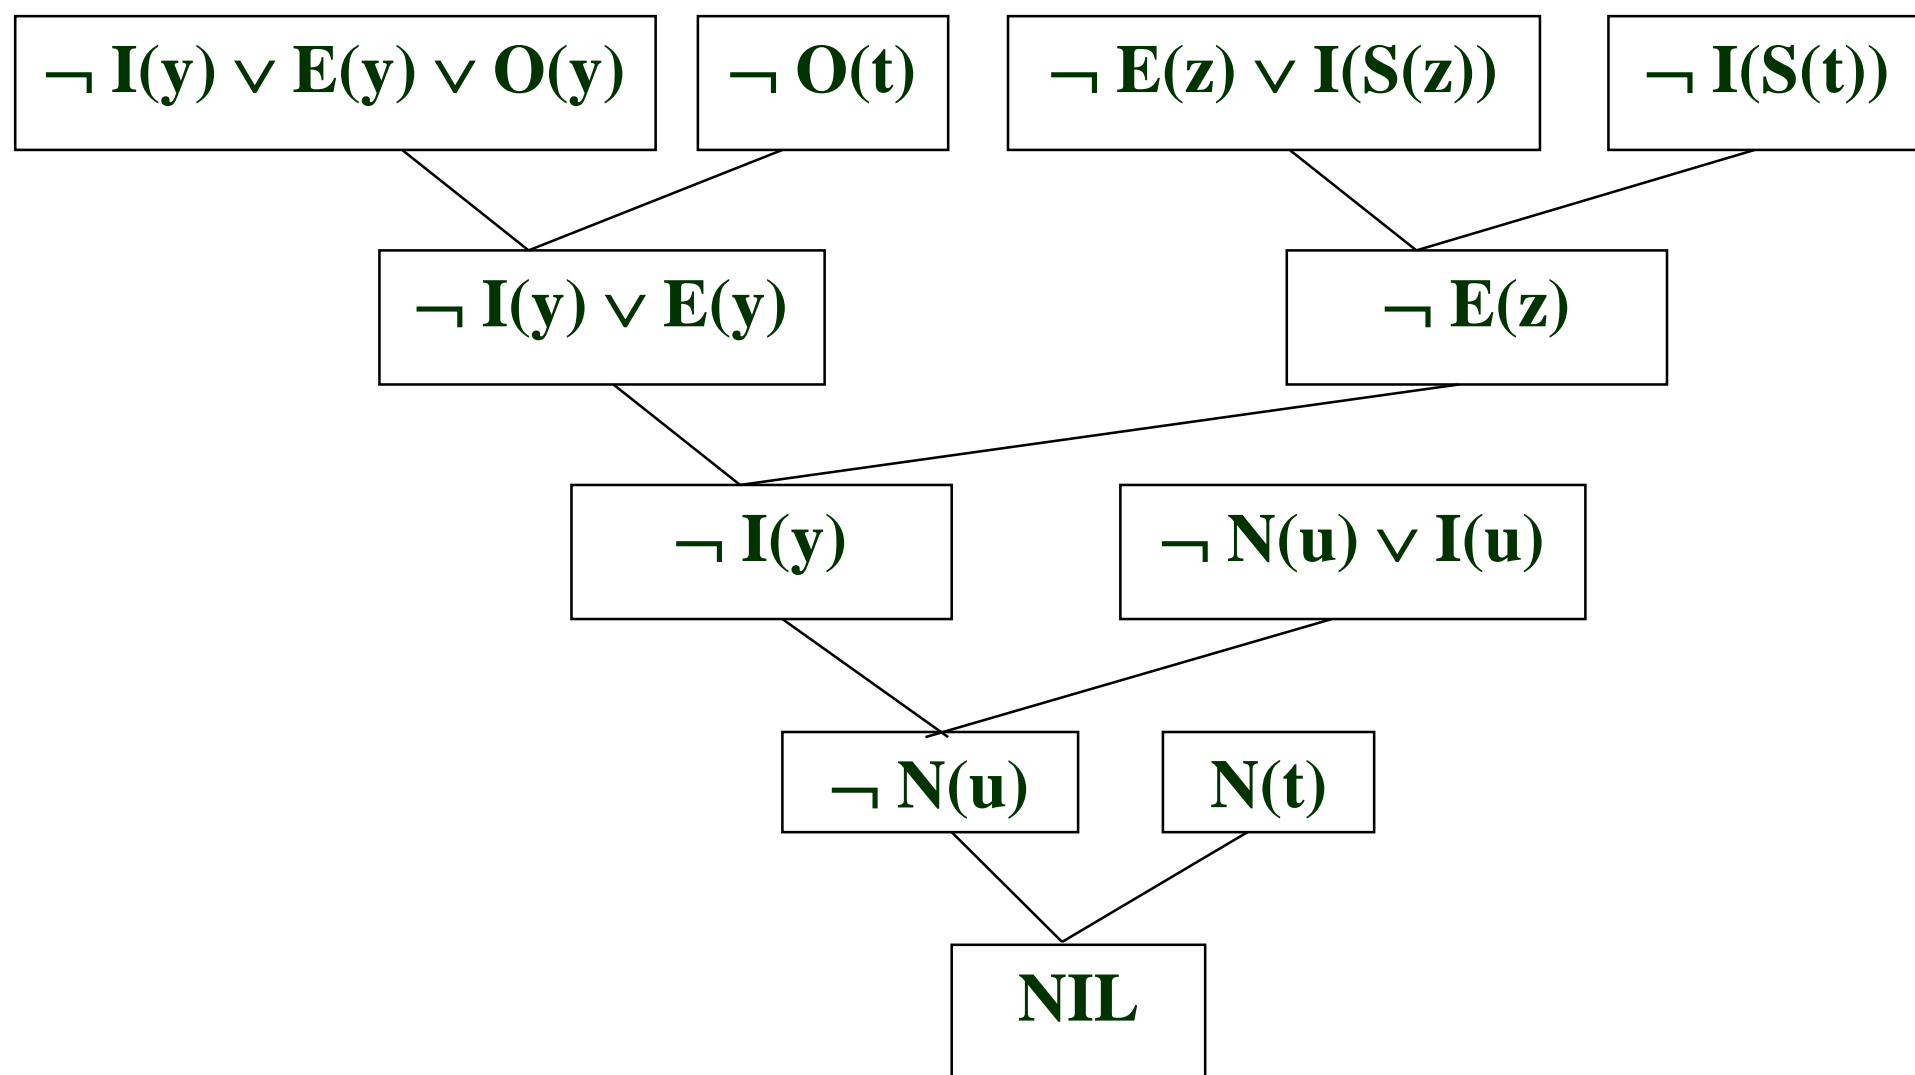 ¬ I(y) ∨ E(y) ∨ O(y)
¬ O(t)
¬ E(z) ∨ I(S(z))
¬ I(S(t))
¬ I(y) ∨ E(y)
¬ E(z)
¬ I(y)
¬ N(u) ∨ I(u)
¬ N(u)
N(t)
NIL